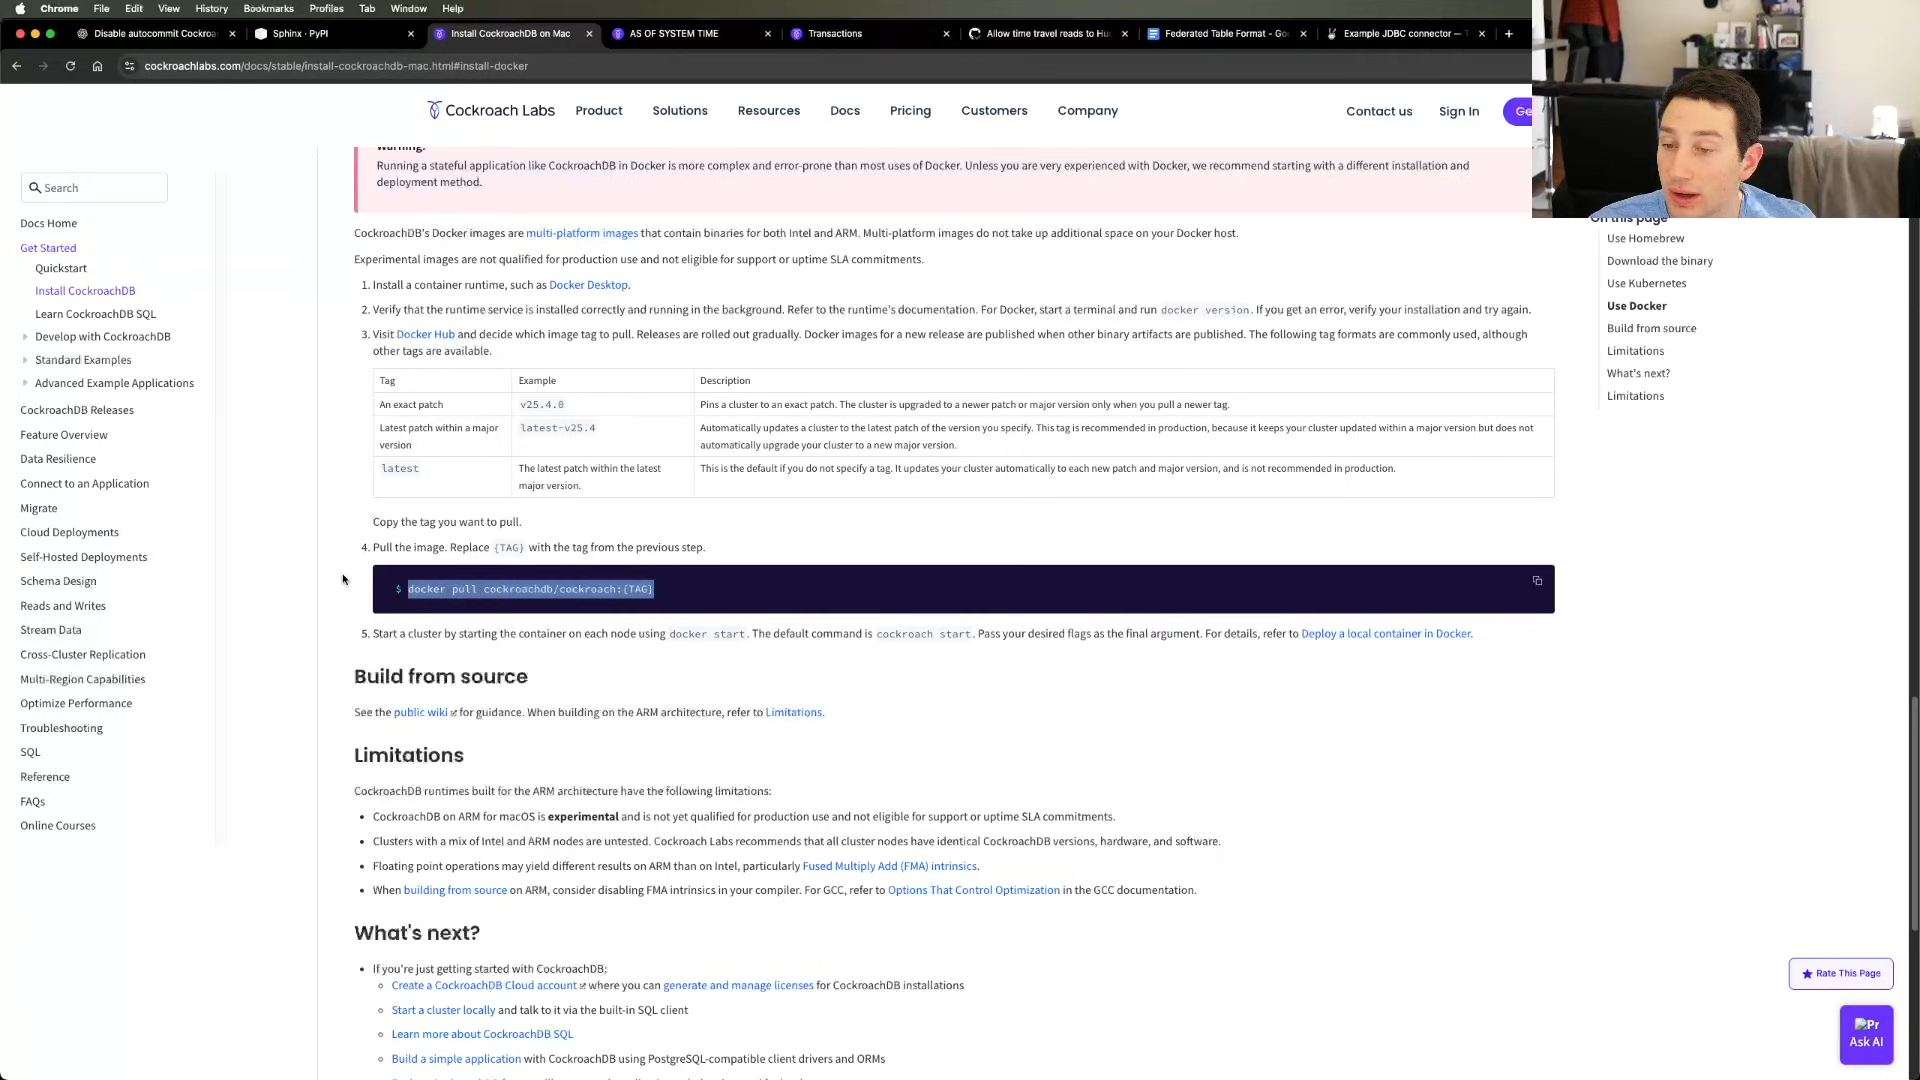 Chrome File Edit View History Bookmarks Profiles Tab Window Help
Disable autocommit Cockroa
Sphinx · PyPI
Install CockroachDB on Mac
AS OF SYSTEM TIME
Transactions
Allow time travel reads to Hu
Federated Table Format - Go
Example JDBC connector — T
cockroachlabs.com/docs/stable/install-cockroachdb-mac.html#install-docker
Cockroach Labs Product Solutions Resources Docs Pricing Customers Company Contact us Sign In Ge
Search
Docs Home
Get Started
Quickstart
Install CockroachDB
Learn CockroachDB SQL
Develop with CockroachDB
Standard Examples
Advanced Example Applications
CockroachDB Releases
Feature Overview
Data Resilience
Connect to an Application
Migrate
Cloud Deployments
Self-Hosted Deployments
Schema Design
Reads and Writes
Stream Data
Cross-Cluster Replication
Multi-Region Capabilities
Optimize Performance
Troubleshooting
SQL
Reference
FAQs
Online Courses
Warning:
Running a stateful application like CockroachDB in Docker is more complex and error-prone than most uses of Docker. Unless you are very experienced with Docker, we recommend starting with a different installation and
deployment method.
CockroachDB's Docker images are multi-platform images that contain binaries for both Intel and ARM. Multi-platform images do not take up additional space on your Docker host.
Experimental images are not qualified for production use and not eligible for support or uptime SLA commitments.
1. Install a container runtime, such as Docker Desktop.
2. Verify that the runtime service is installed correctly and running in the background. Refer to the runtime's documentation. For Docker, start a terminal and run docker version. If you get an error, verify your installation and try again.
3. Visit Docker Hub and decide which image tag to pull. Releases are rolled out gradually. Docker images for a new release are published when other binary artifacts are published. The following tag formats are commonly used, although
other tags are available.
Tag Example Description
An exact patch v25.4.0 Pins a cluster to an exact patch. The cluster is upgraded to a newer patch or major version only when you pull a newer tag.
Latest patch within a major latest-v25.4 Automatically updates a cluster to the latest patch of the version you specify. This tag is recommended in production, because it keeps your cluster updated within a major version but does not
version automatically upgrade your cluster to a new major version.
latest The latest patch within the latest This is the default if you do not specify a tag. It updates your cluster automatically to each new patch and major version, and is not recommended in production.
major version.
Copy the tag you want to pull.
4. Pull the image. Replace {TAG} with the tag from the previous step.
$ docker pull cockroachdb/cockroach:{TAG}
5. Start a cluster by starting the container on each node using docker start. The default command is cockroach start. Pass your desired flags as the final argument. For details, refer to Deploy a local container in Docker.
Build from source
See the public wiki for guidance. When building on the ARM architecture, refer to Limitations.
Limitations
CockroachDB runtimes built for the ARM architecture have the following limitations:
• CockroachDB on ARM for macOS is experimental and is not yet qualified for production use and not eligible for support or uptime SLA commitments.
• Clusters with a mix of Intel and ARM nodes are untested. Cockroach Labs recommends that all cluster nodes have identical CockroachDB versions, hardware, and software.
• Floating point operations may yield different results on ARM than on Intel, particularly Fused Multiply Add (FMA) intrinsics.
• When building from source on ARM, consider disabling FMA intrinsics in your compiler. For GCC, refer to Options That Control Optimization in the GCC documentation.
What's next?
• If you're just getting started with CockroachDB:
Create a CockroachDB Cloud account where you can generate and manage licenses for CockroachDB installations
Start a cluster locally and talk to it via the built-in SQL client
Learn more about CockroachDB SQL
Build a simple application with CockroachDB using PostgreSQL-compatible client drivers and ORMs
On this page
Use Homebrew
Download the binary
Use Kubernetes
Use Docker
Build from source
Limitations
What's next?
Limitations
Rate This Page
Pr
Ask AI